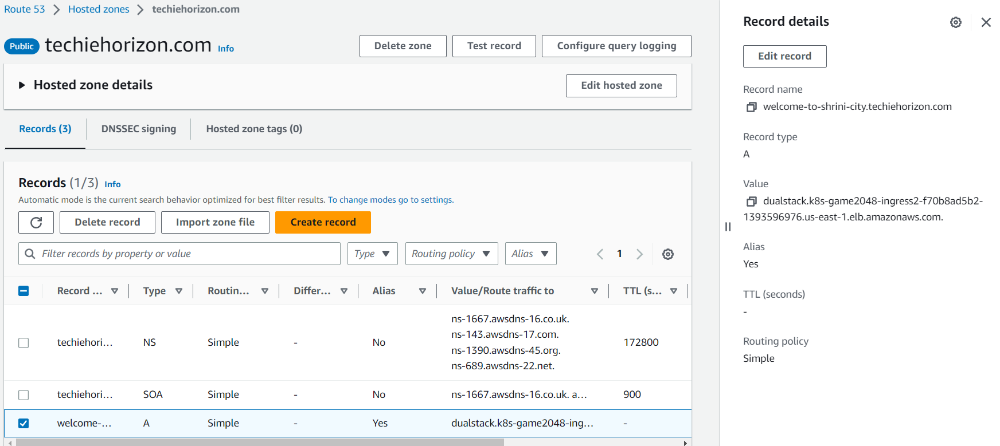 Route 53 > Hosted zones > techiehorizon.com
Public techiehorizon.com Info
Delete zone
Test record
Configure query logging
Hosted zone details
Edit hosted zone
Records (3)
DNSSEC signing
Hosted zone tags (0)
Records (1/3) Info
Automatic mode is the current search behavior optimized for best filter results. To change modes go to settings.
Delete record
Import zone file
Create record
Filter records by property or value
Type
Routing policy
Alias
1
Record ... Type Routin... Differ... Alias Value/Route traffic to TTL (s...
techiehori... NS Simple - No
ns-1667.awsdns-16.co.uk.
ns-143.awsdns-17.com.
ns-1390.awsdns-45.org.
ns-689.awsdns-22.net.
172800
techiehori... SOA Simple - No ns-1667.awsdns-16.co.uk. a... 900
welcome-... A Simple - Yes dualstack.k8s-game2048-ing... -
Record details
Edit record
Record name
welcome-to-shrini-city.techiehorizon.com
Record type
A
Value
dualstack.k8s-game2048-ingress2-f70b8ad5b2-
1393596976.us-east-1.elb.amazonaws.com.
Alias
Yes
TTL (seconds)
-
Routing policy
Simple